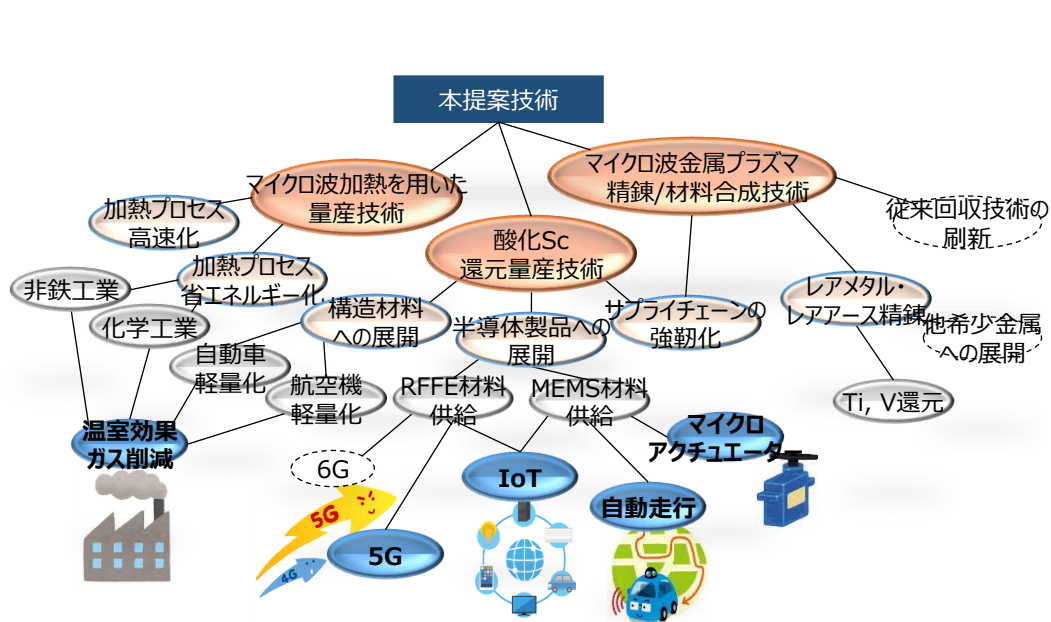 本提案技術
マイクロ波加熱を用いた
量産技術
マイクロ波金属プラズマ
精錬/材料合成技術
加熱プロセス
高速化
従来回収技術の
刷新
酸化Sc
還元量産技術
加熱プロセス
省エネルギー化
非鉄工業
化学工業
構造材料
への展開
半導体製品への
展開
サプライチェーンの
強靭化
レアメタル・
レアアース精錬
他希少金属
への展開
自動車
軽量化
航空機
軽量化
RFFE材料
供給
MEMS材料
供給
Ti, V還元
温室効果
ガス削減
マイクロ
アクチュエータ
6G
IoT
自動走行
5G
5G
4G